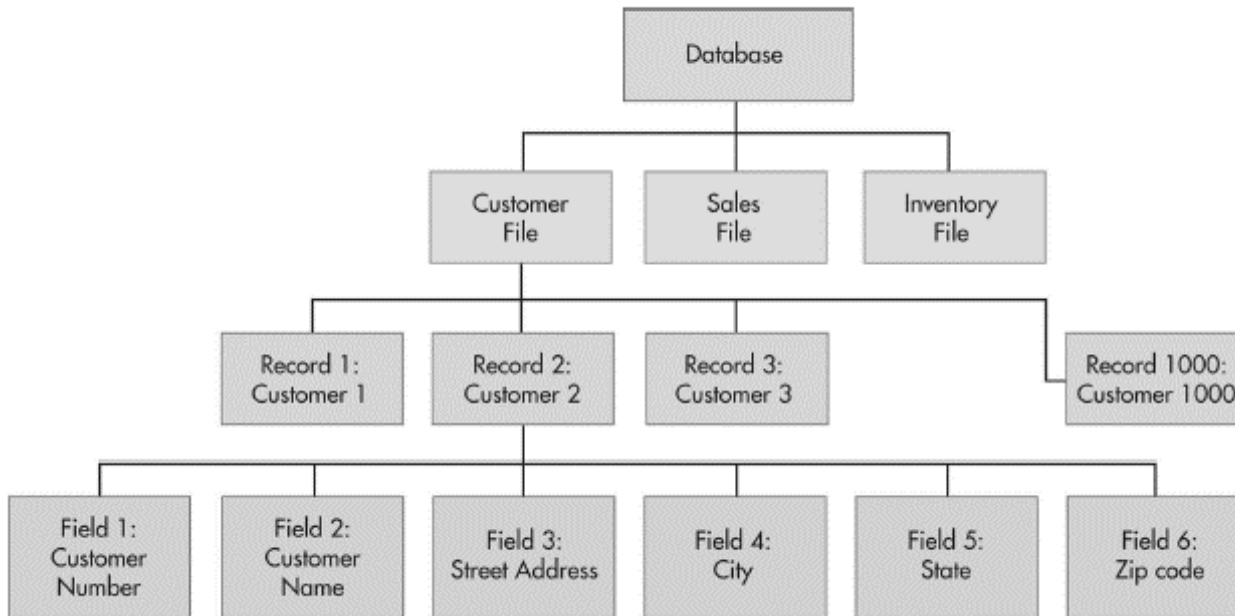 Database
Customer
File
Sales
File
Inventory
File
Record 1:
Customer 1
Record 2:
Customer 2
Record 3:
Customer 3
Record 1000:
Customer 1000
Field 1:
Customer
Number
Field 2:
Customer
Name
Field 3:
Street Address
Field 4:
City
Field 5:
State
Field 6:
Zip code